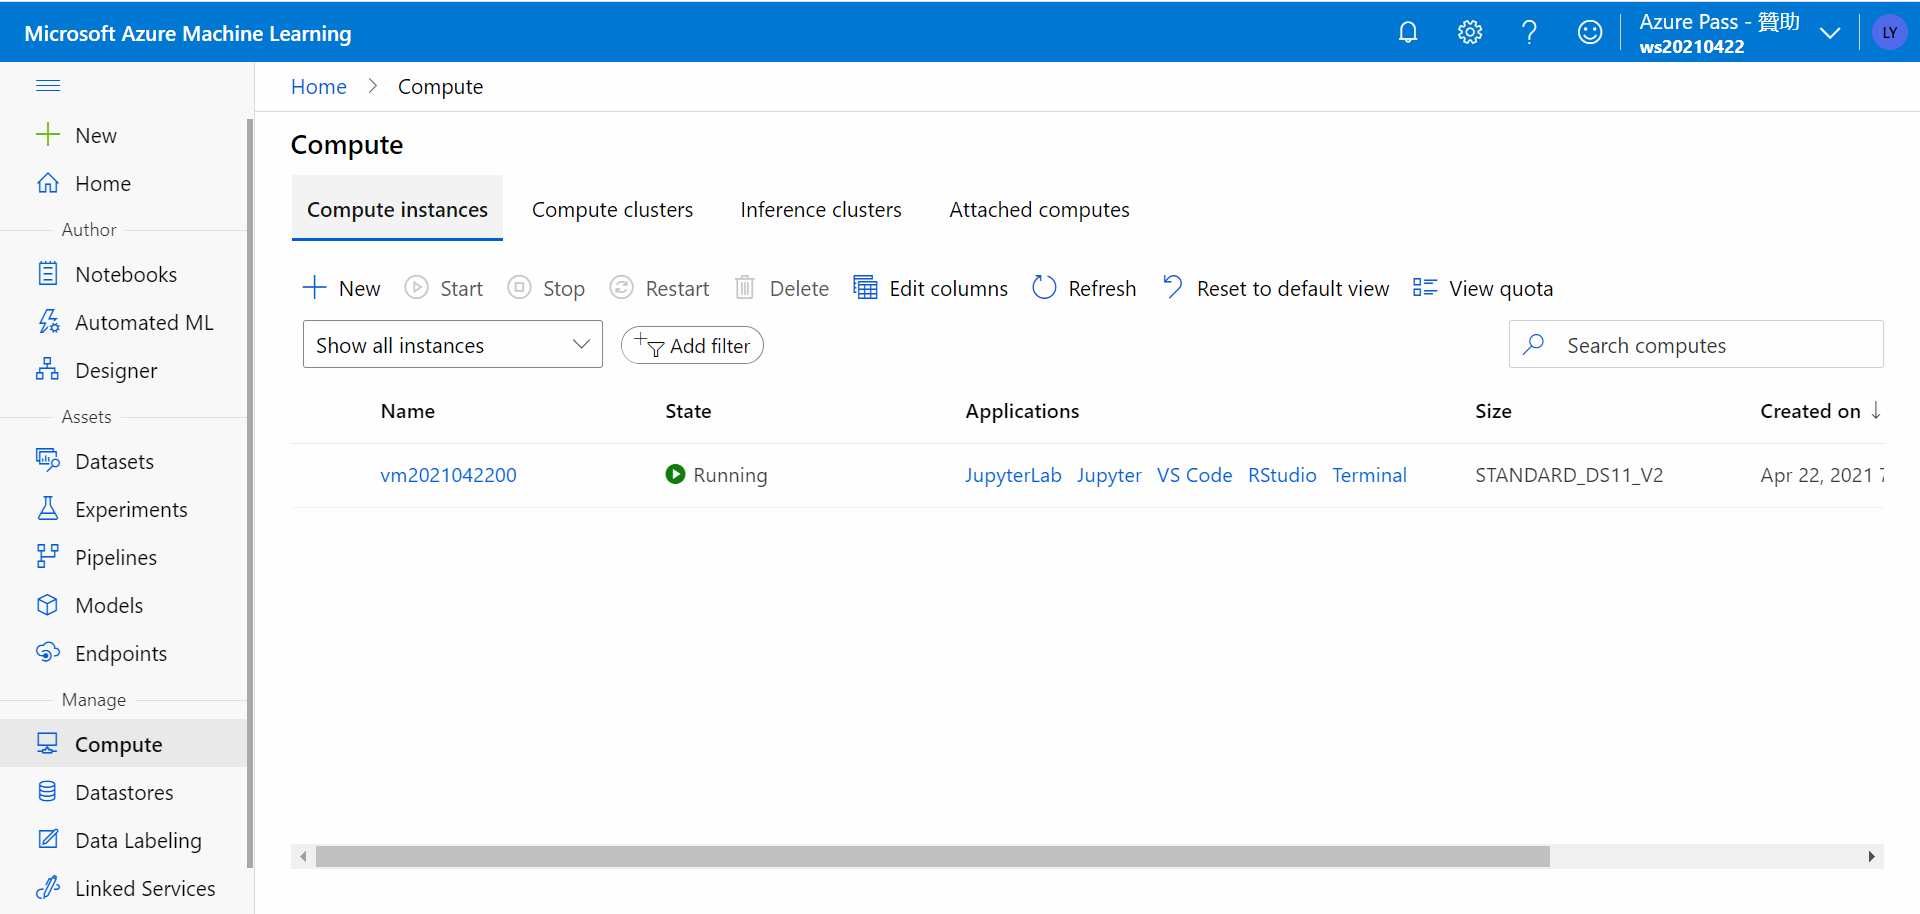 Microsoft Azure Machine Learning
Azure Pass - 贊助
ws20210422
LY
New
Home
Author
Notebooks
Automated ML
Designer
Assets
Datasets
Experiments
Pipelines
Models
Endpoints
Manage
Compute
Datastores
Data Labeling
Linked Services
Home > Compute
Compute
Compute instances Compute clusters Inference clusters Attached computes
New Start Stop Restart Delete Edit columns Refresh Reset to default view View quota
Show all instances Add filter Search computes
Name State Applications Size Created on ↓
vm2021042200 Running JupyterLab Jupyter VS Code RStudio Terminal STANDARD_DS11_V2 Apr 22, 2021